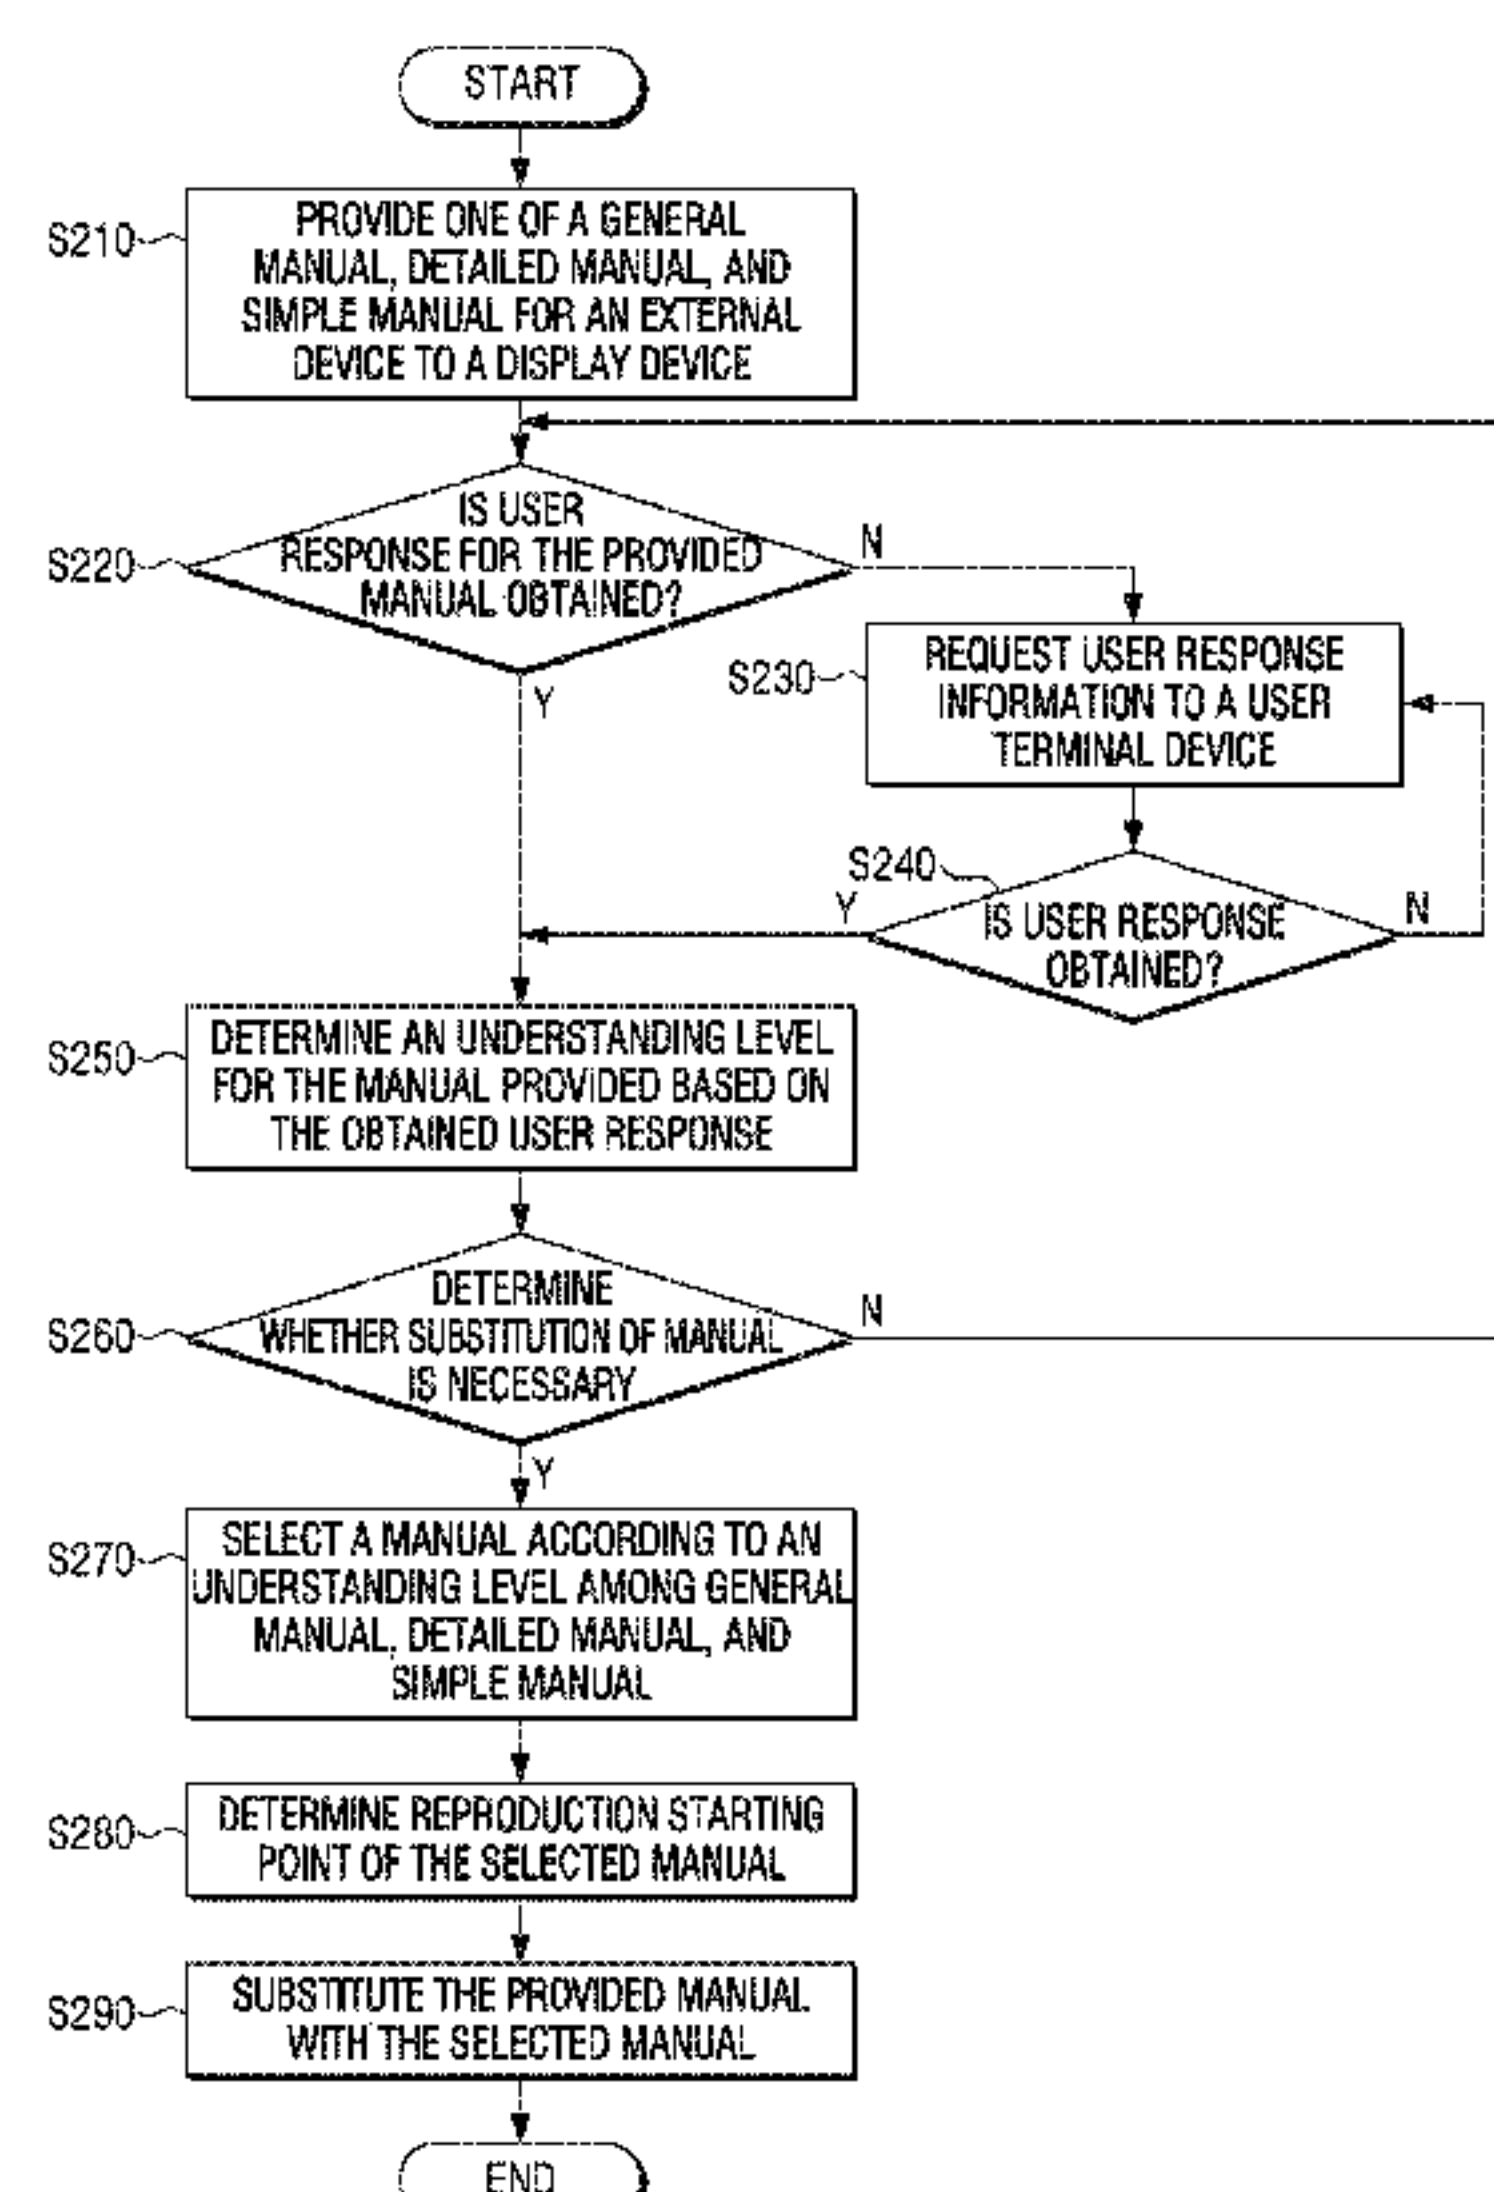 START
S210
PROVIDE ONE OF A GENERAL
MANUAL, DETAILED MANUAL, AND
SIMPLE MANUAL FOR AN EXTERNAL
DEVICE TO A DISPLAY DEVICE
S220
IS USER
RESPONSE FOR THE PROVIDED
MANUAL OBTAINED?
N
Y
S230
REQUEST USER RESPONSE
INFORMATION TO A USER
TERMINAL DEVICE
S240
Y
IS USER RESPONSE
OBTAINED?
N
S250
DETERMINE AN UNDERSTANDING LEVEL
FOR THE MANUAL PROVIDED BASED ON
THE OBTAINED USER RESPONSE
S260
DETERMINE
WHETHER SUBSTITUTION OF MANUAL
IS NECESSARY
N
Y
S270
SELECT A MANUAL ACCORDING TO AN
UNDERSTANDING LEVEL AMONG GENERAL
MANUAL, DETAILED MANUAL, AND
SIMPLE MANUAL
S280
DETERMINE REPRODUCTION STARTING
POINT OF THE SELECTED MANUAL
S290
SUBSTITUTE THE PROVIDED MANUAL
WITH THE SELECTED MANUAL
END